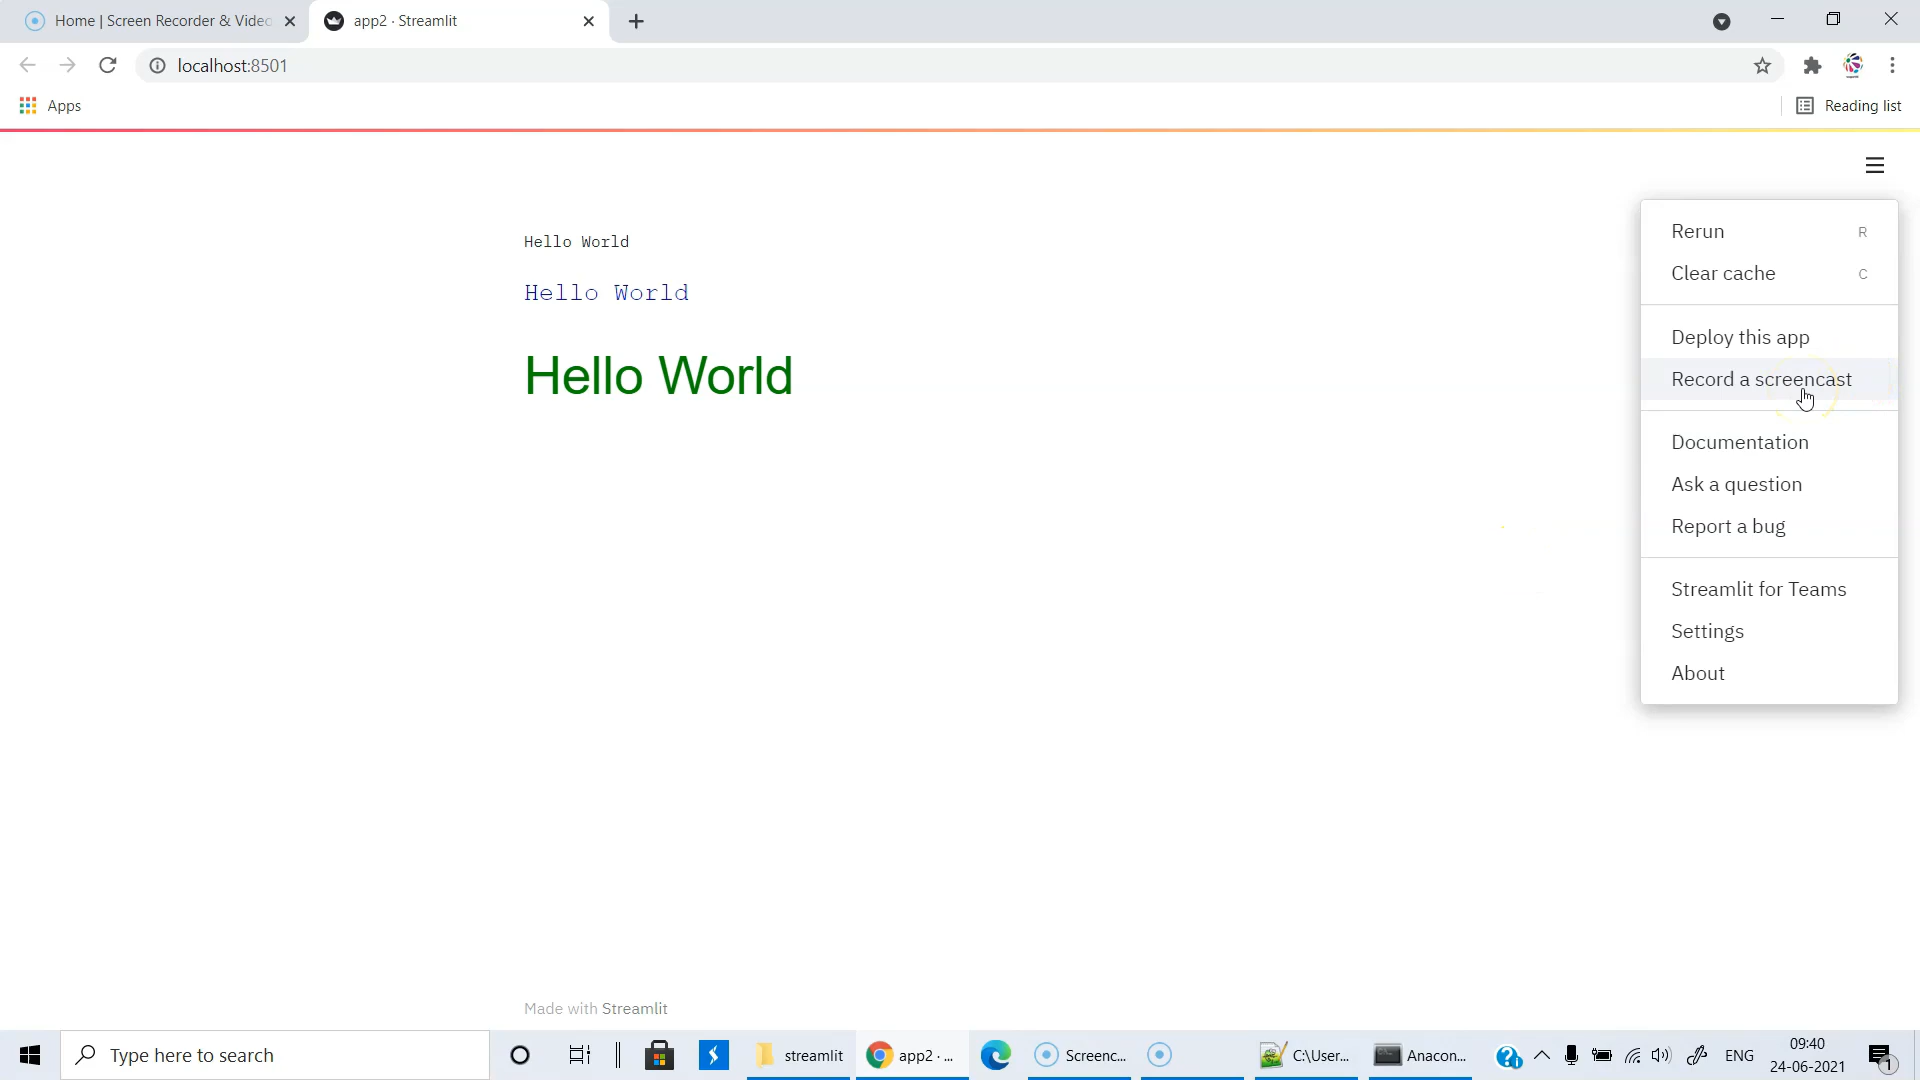 Home | Screen Recorder & Video
app2 · Streamlit
localhost:8501
Apps
Reading list
Hello World
Hello World
Hello World
Rerun R
Clear cache C
Deploy this app
Record a screencast
Documentation
Ask a question
Report a bug
Streamlit for Teams
Settings
About
Made with Streamlit
Type here to search
streamlit
app2 · ...
Screenc...
C:\User...
Anacon...
ENG
09:40
24-06-2021
1